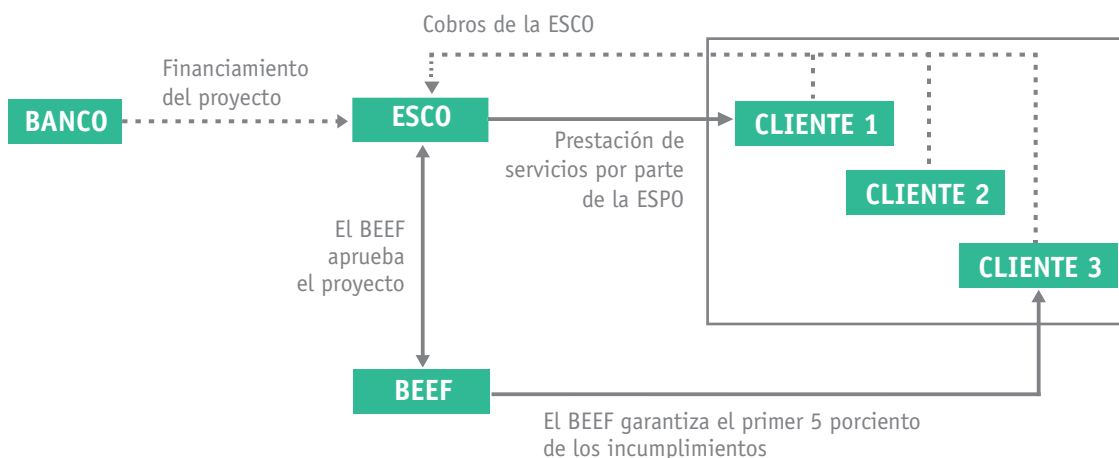 Cobros de la ESCO
Financiamiento
del proyecto
BANCO
ESCO
CLIENTE 1
Prestación de
servicios por parte
de la ESPO
CLIENTE 2
El BEEF
aprueba
el proyecto
CLIENTE 3
BEEF
El BEEF garantiza el primer 5 porciento
de los incumplimientos